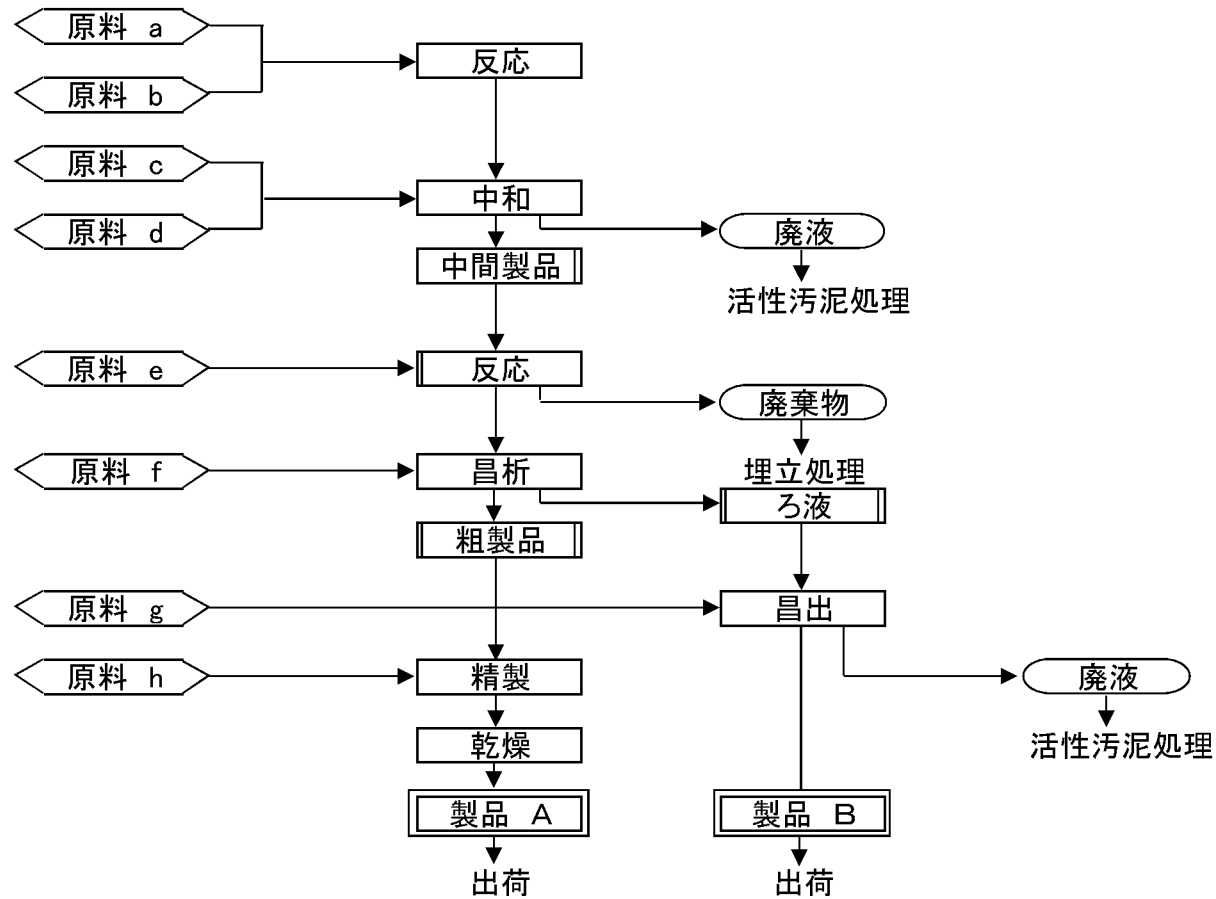 原料 a
反応
原料 b
原料 c
中和
原料 d
廃液
中間製品
活性汚泥処理
原料 e
反応
廃棄物
原料 f
昌析
埋立処理
ろ液
粗製品
原料 g
昌出
原料 h
精製
廃液
乾燥
活性汚泥処理
製品 A
製品 B
出荷
出荷